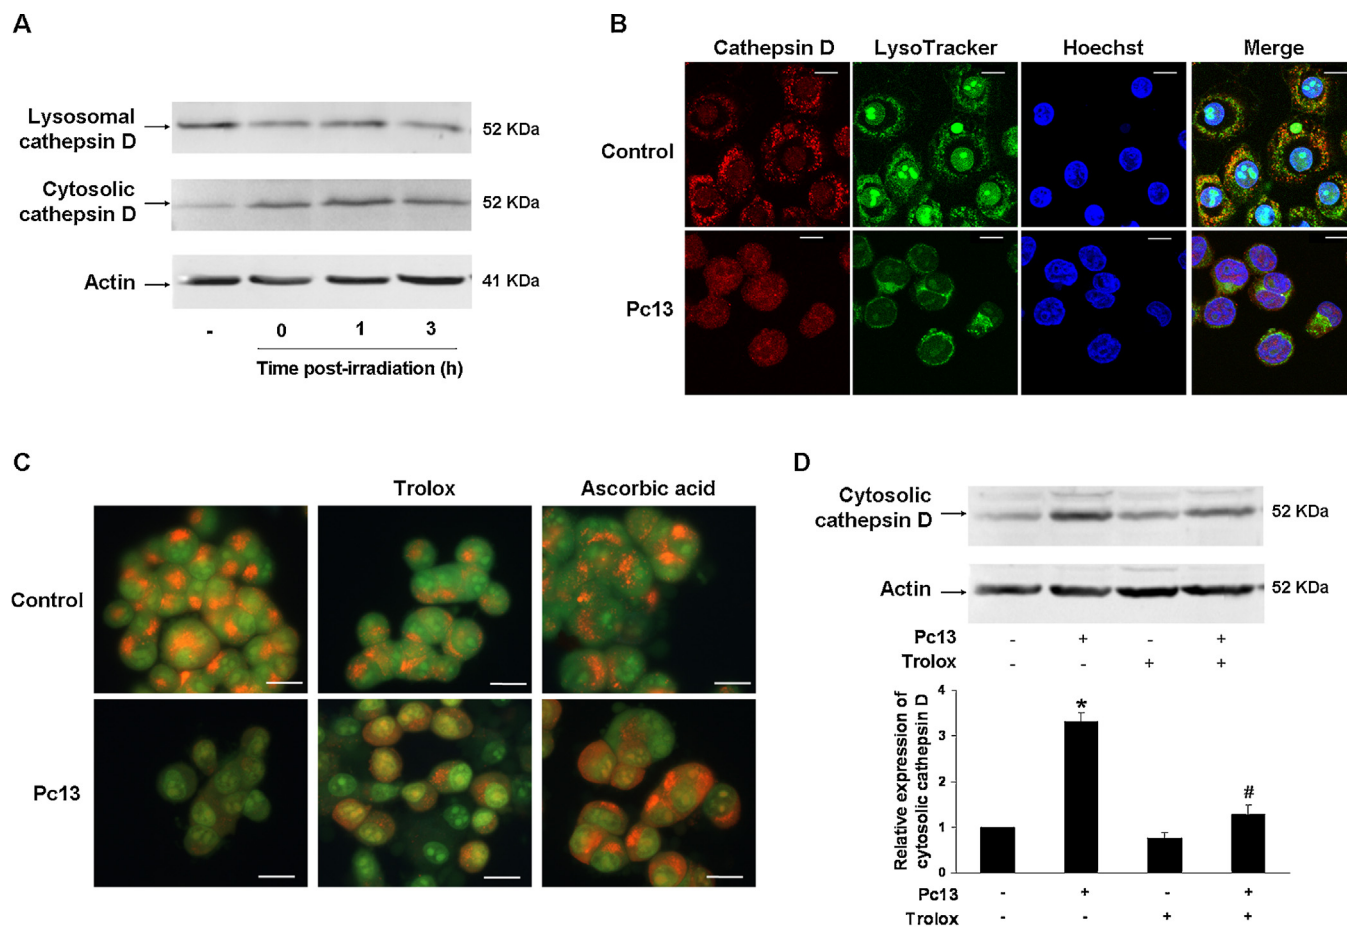 A
Lysosomal
cathepsin D
52 KDa
Cytosolic
cathepsin D
52 KDa
Actin
41 KDa
- 0 1 3
Time post-irradiation (h)
B
Cathepsin D LysoTracker Hoechst Merge
Control
Pc13
C
Trolox Ascorbic acid
Control
Pc13
D
Cytosolic
cathepsin D
52 KDa
Actin
52 KDa
Pc13 - + - +
Trolox - - + +
Relative expression of
cytosolic cathepsin D
4
3
2
1
0
*
#
Pc13 - + - +
Trolox - - + +